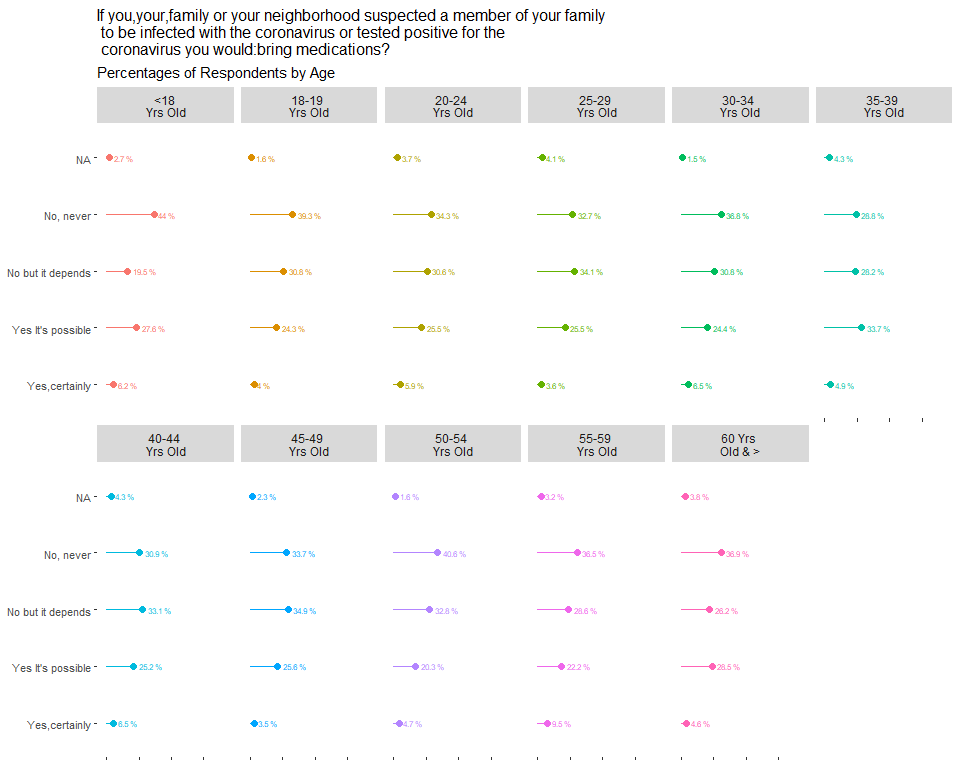 If you,your,family or your neighborhood suspected a member of your family
to be infected with the coronavirus or tested positive for the
coronavirus you would:bring medications?
Percentages of Respondents by Age
<18 18-19 20-24 25-29 30-34 35-39
Yrs Old Yrs Old Yrs Old Yrs Old Yrs Old Yrs Old
NA 2.7 % 1.6 % 3.7 % 4.1 % 1.5 % 4.3 %
No, never 44 % 39.3 % 34.3 % 32.7 % 36.8 % 28.8 %
No but it depends 19.5 % 30.8 % 30.6 % 34.1 % 30.8 % 28.2 %
Yes It's possible 27.6 % 24.3 % 25.5 % 25.5 % 24.4 % 33.7 %
Yes,certainly 6.2 % 4 % 5.9 % 3.6 % 6.5 % 4.9 %
40-44 45-49 50-54 55-59 60 Yrs
Yrs Old Yrs Old Yrs Old Yrs Old Old & >
NA 4.3 % 2.3 % 1.6 % 3.2 % 3.8 %
No, never 30.9 % 33.7 % 40.6 % 36.5 % 36.9 %
No but it depends 33.1 % 34.9 % 32.8 % 28.6 % 26.2 %
Yes It's possible 25.2 % 25.6 % 20.3 % 22.2 % 28.5 %
Yes,certainly 6.5 % 3.5 % 4.7 % 9.5 % 4.6 %